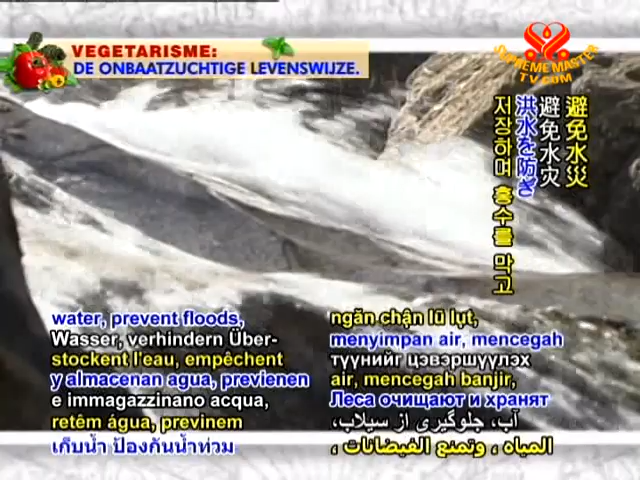 VEGETARISME:
DE ONBAATZUCHTIGE LEVENSWIJZE.
SUPREME MASTER
TV.COM
避免水災
避免水灾
洪水を防ぎ
저장하며 홍수를 막고
water, prevent floods,
Wasser, verhindern Über-
stockent l'eau, empêchent
y almacenan agua, previenen
e immagazzinano acqua,
retêm água, previnem
เก็บน้ำ ป้องกันน้ำท่วม
ngăn chận lũ lụt,
menyimpan air, mencegah
түүнийг цэвэршүүлэх
air, mencegah banjir,
Леса очищают и хранят
آب، جلوگیری از سیلاب،
المياه ، وتمنع الفيضانات ،